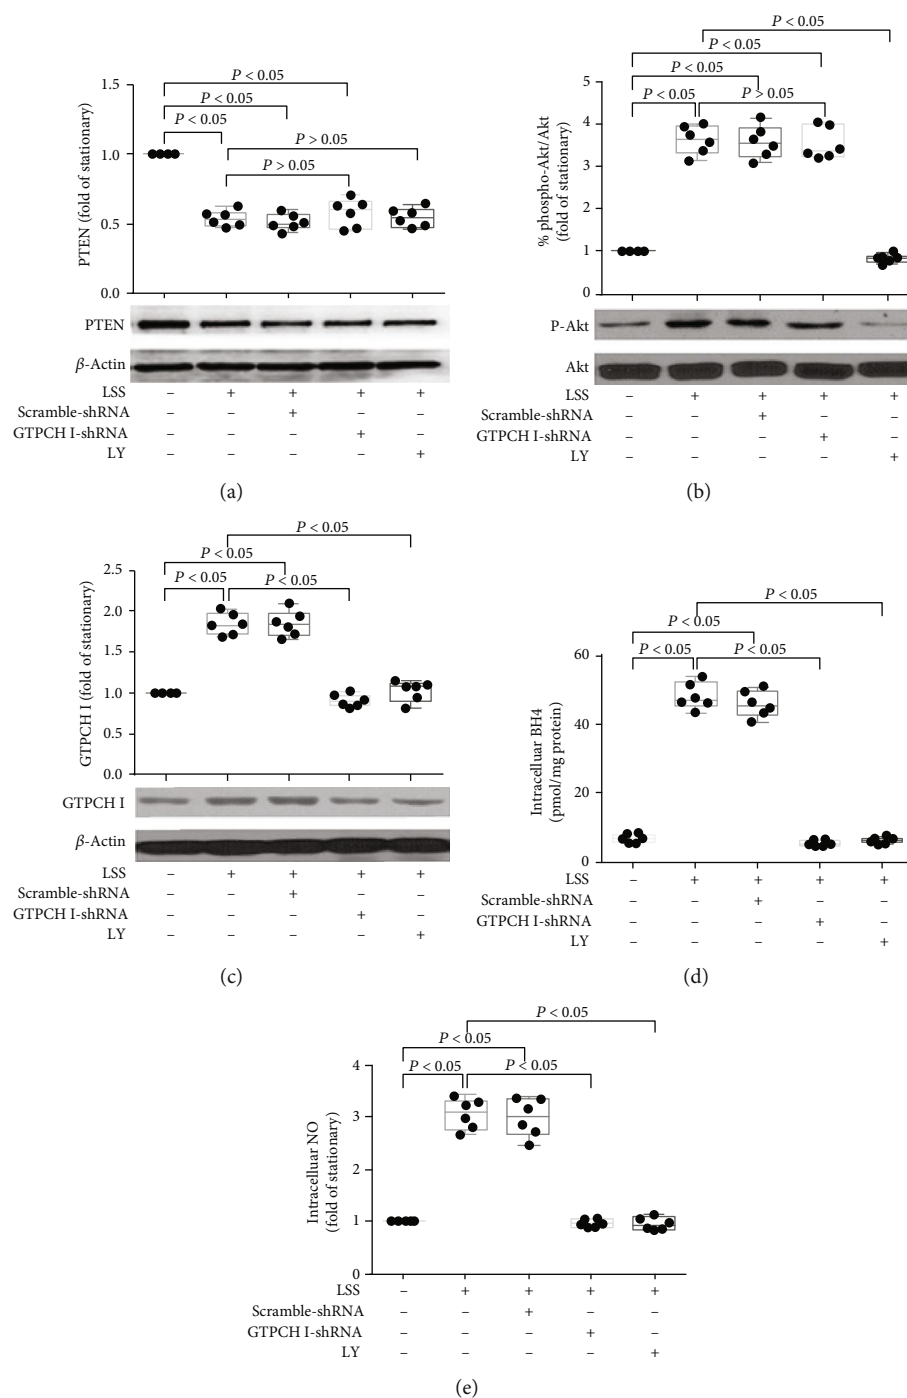 (a)
P < 0.05
P < 0.05
P < 0.05
P > 0.05
P > 0.05
PTEN (fold of stationary)
1.5
1.0
0.5
0.0
PTEN
β-Actin
LSS – + + + +
Scramble-shRNA – – + – –
GTPCH I-shRNA – – – + –
LY – – – – +
(a)
P < 0.05
P < 0.05
P < 0.05
P < 0.05
P > 0.05
% phospho-Akt/Akt
(fold of stationary)
5
4
3
1
0
P-Akt
Akt
LSS – + + + +
Scramble-shRNA – – + – –
GTPCH I-shRNA – – – + –
LY – – – – +
(b)
P < 0.05
P < 0.05
P < 0.05
P < 0.05
GTPCH I (fold of stationary)
2.5
2.0
1.0
0.5
0.0
GTPCH I
β-Actin
LSS – + + + +
Scramble-shRNA – – + – –
GTPCH I-shRNA – – – + –
LY – – – – +
(c)
P < 0.05
P < 0.05
P < 0.05
P < 0.05
Intracelluar BH4
(pmol/mg protein)
60
40
20
0
LSS – + + + +
Scramble-shRNA – – + – –
GTPCH I-shRNA – – – + –
LY – – – – +
(d)
P < 0.05
P < 0.05
P < 0.05
P < 0.05
Intracelluar NO
(fold of stationary)
4
3
2
1
0
LSS – + + + +
Scramble-shRNA – – + – –
GTPCH I-shRNA – – – + –
LY – – – – +
(e)